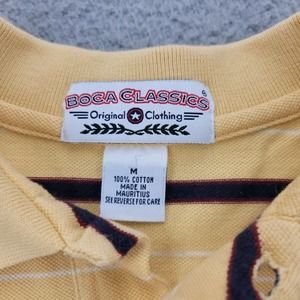 BOCA CLASSICS
Original Clothing
M
100% COTTON
MADE IN
MAURITIUS
SEE REVERSE FOR CARE